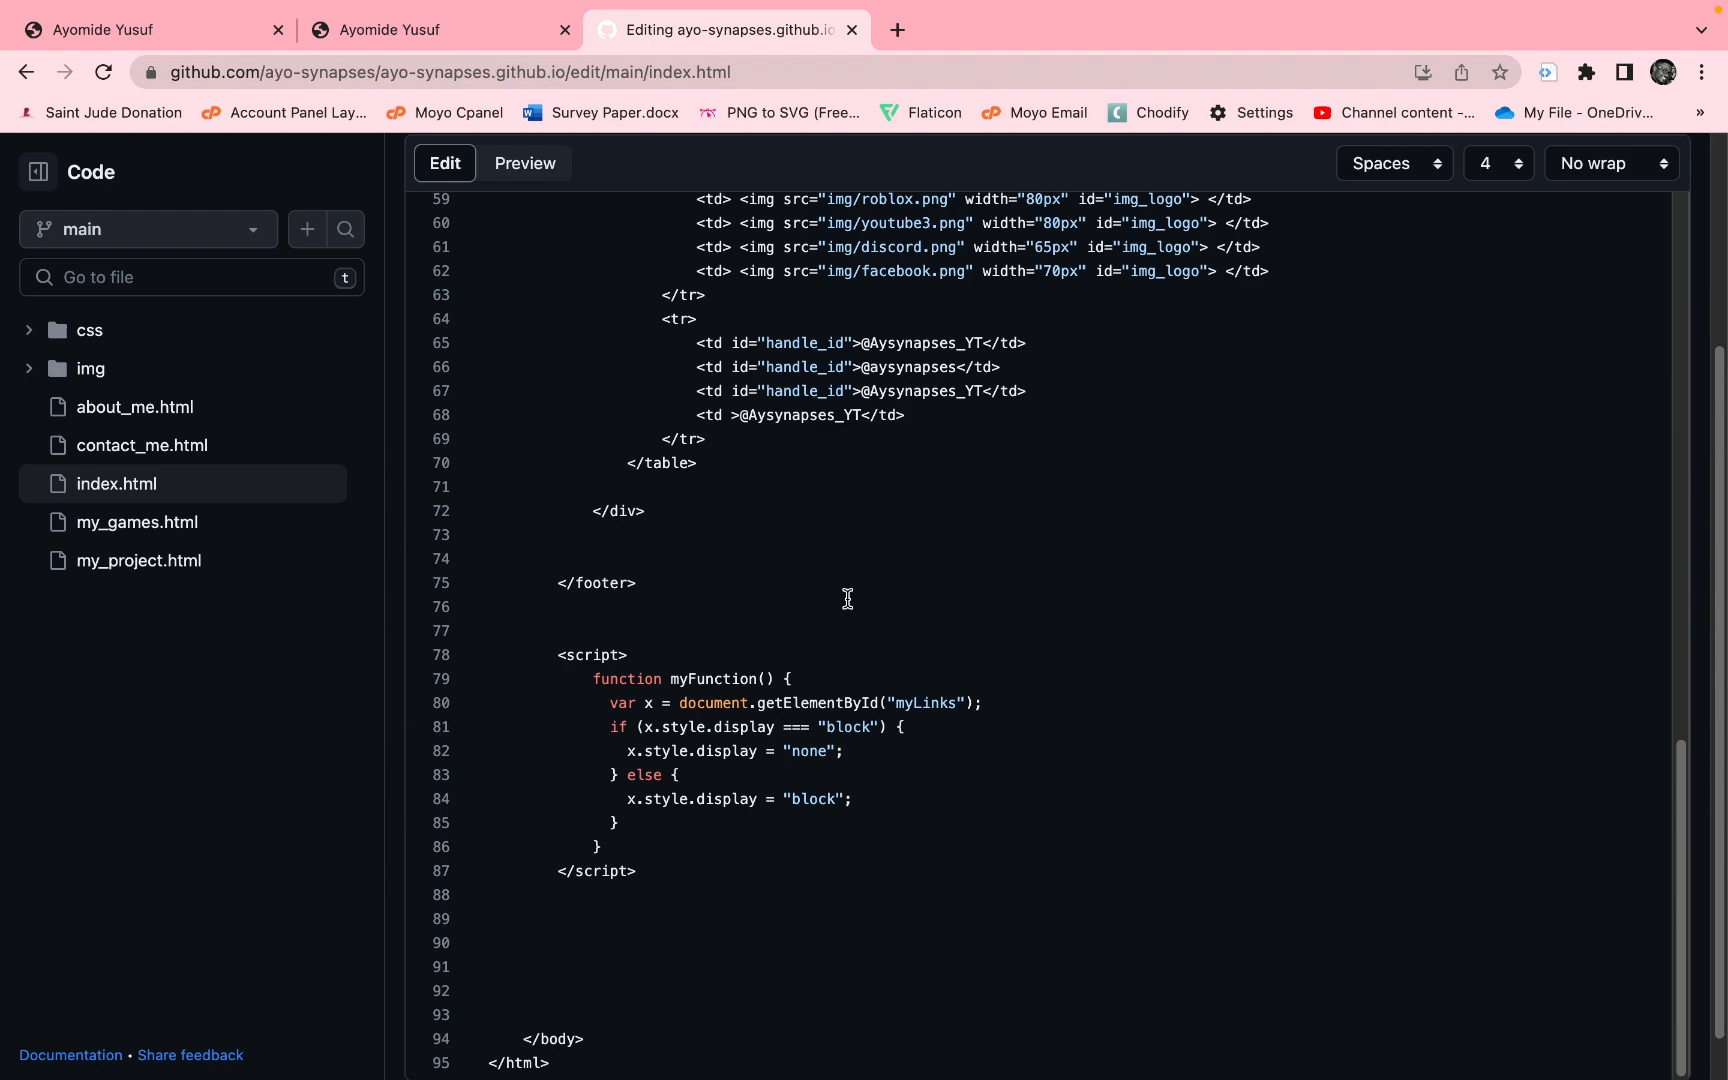 Ayomide Yusuf
Ayomide Yusuf
Editing ayo-synapses.github.io
github.com/ayo-synapses/ayo-synapses.github.io/edit/main/index.html
Saint Jude Donation
Account Panel Lay...
Moyo Cpanel
Survey Paper.docx
PNG to SVG (Free...
Flaticon
Moyo Email
Chodify
Settings
Channel content -...
My File - OneDriv...
»
Code
main
Go to file
t
css
img
about_me.html
contact_me.html
index.html
my_games.html
my_project.html
Documentation • Share feedback
Edit
Preview
Spaces
4
No wrap
59 <td> <img src="img/roblox.png" width="80px" id="img_logo"> </td>
60 <td> <img src="img/youtube3.png" width="80px" id="img_logo"> </td>
61 <td> <img src="img/discord.png" width="65px" id="img_logo"> </td>
62 <td> <img src="img/facebook.png" width="70px" id="img_logo"> </td>
63 </tr>
64 <tr>
65 <td id="handle_id">@Aysynapses_YT</td>
66 <td id="handle_id">@aysynapses</td>
67 <td id="handle_id">@Aysynapses_YT</td>
68 <td >@Aysynapses_YT</td>
69 </tr>
70 </table>
71
72 </div>
73
74
75 </footer>
76
77
78 <script>
79 function myFunction() {
80 var x = document.getElementById("myLinks");
81 if (x.style.display === "block") {
82 x.style.display = "none";
83 } else {
84 x.style.display = "block";
85 }
86 }
87 </script>
88
89
90
91
92
93
94 </body>
95 </html>